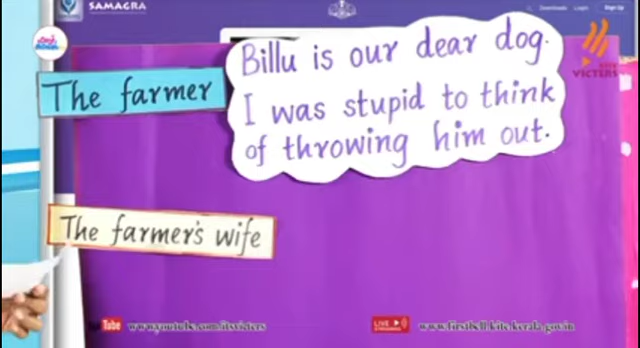 SAMAGRA
Downloads Login Sign Up
Billu is our dear dog.
The farmer
I was stupid to think
of throwing him out.
VICTERS
The farmer's wife
Tube www.youtube.com/itsvicters
LIVE
www.firstbell.kite.kerala.gov.in